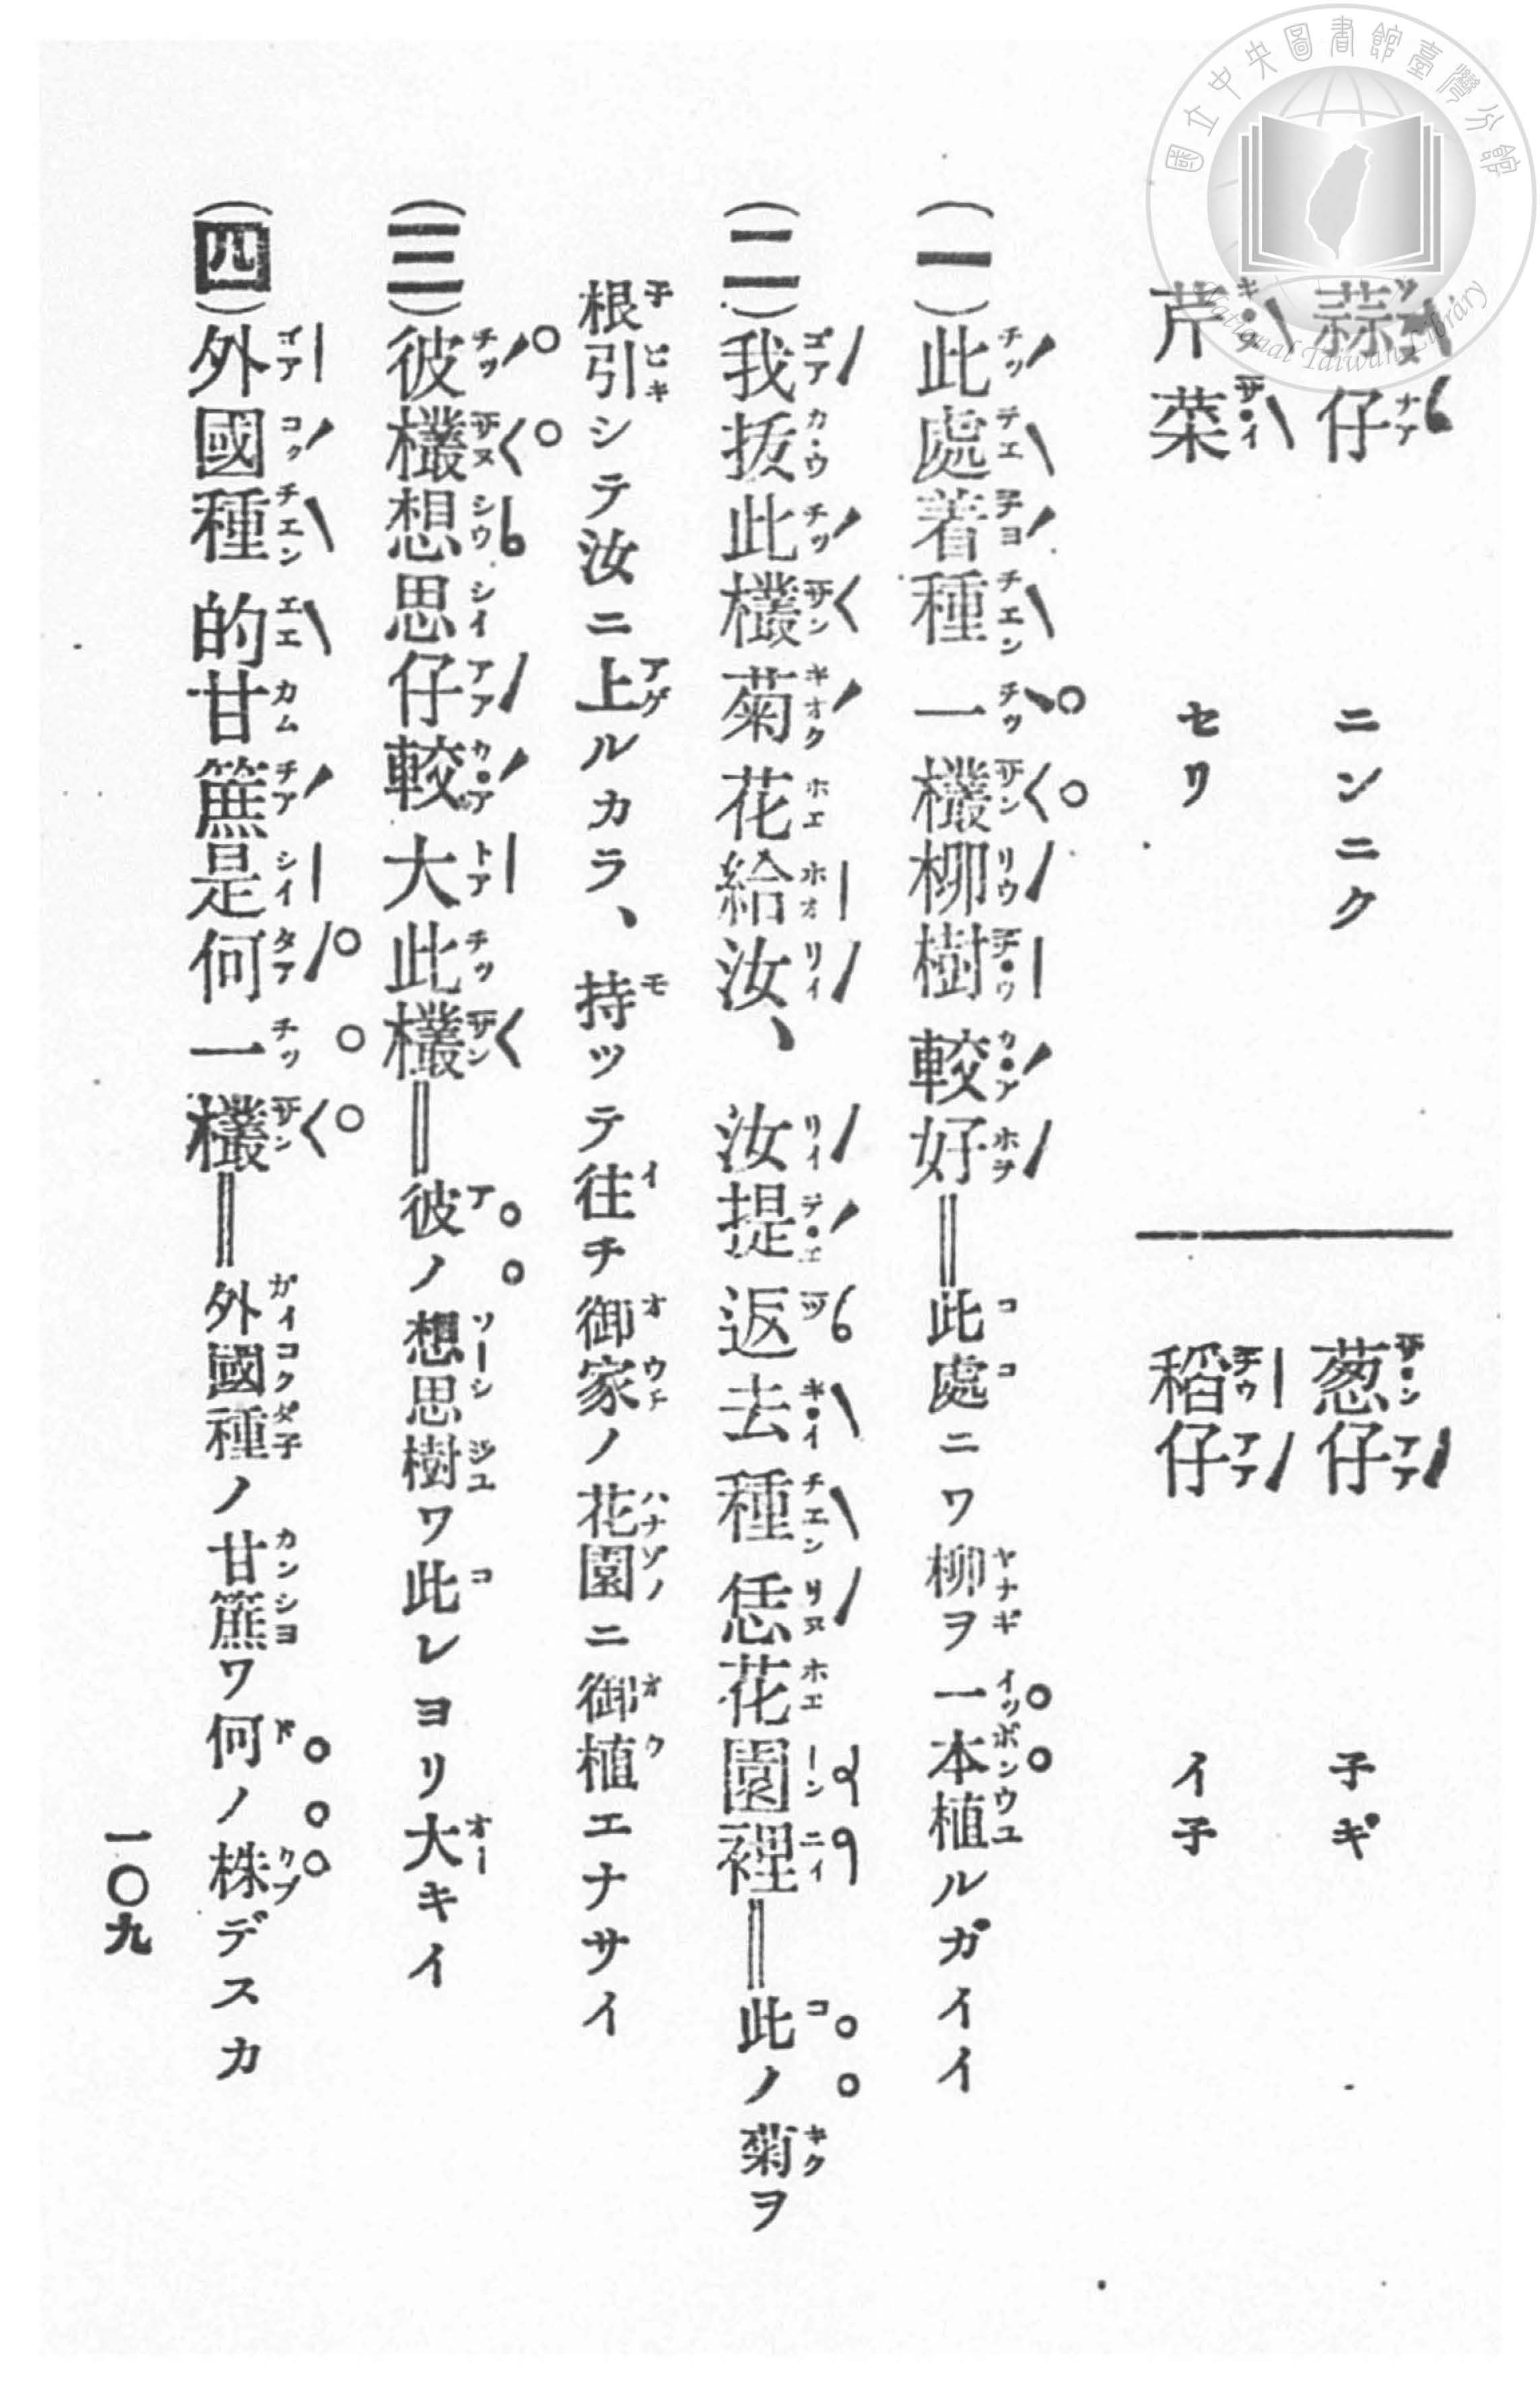 蒜仔 ニンニク 葱仔 子ギ
芹菜 セリ 稻仔 イ子
(一)此處着種一欉柳樹較好‖此處ニワ柳ヲ一本植ルガイイ
(二)我拔此欉菊花給汝、汝提返去種恁花園裡‖此ノ菊ヲ
根引シテ汝ニ上ルカラ、持ッテ往チ御家ノ花園ニ御植エナサイ
(三)彼欉想思仔較大此欉‖彼ノ想思樹ワ此レヨリ大キイ
(四)外國種的甘蔗是何一欉‖外國種ノ甘蔗ワ何ノ株デスカ
一〇九
國立中央圖書館臺灣分館
National Taiwan Library